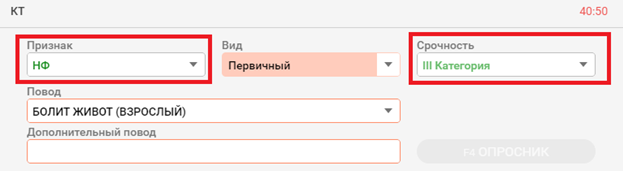 КТ 40:50
Признак Вид Срочность
НФ Первичный III Категория
Повод
БОЛИТ ЖИВОТ (ВЗРОСЛЫЙ)
Дополнительный повод
F4 ОПРОСНИК